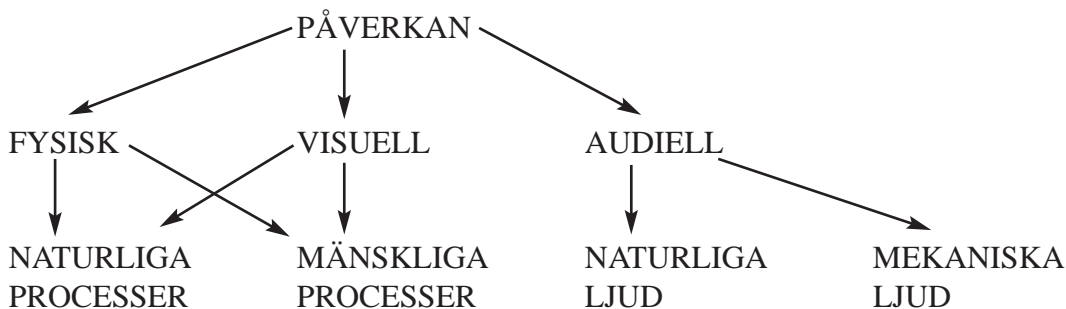 PÅVERKAN
FYSISK VISUELL AUDIELL
NATURLIGA MÄNSKLIGA NATURLIGA MEKANISKA
PROCESSER PROCESSER LJUD LJUD